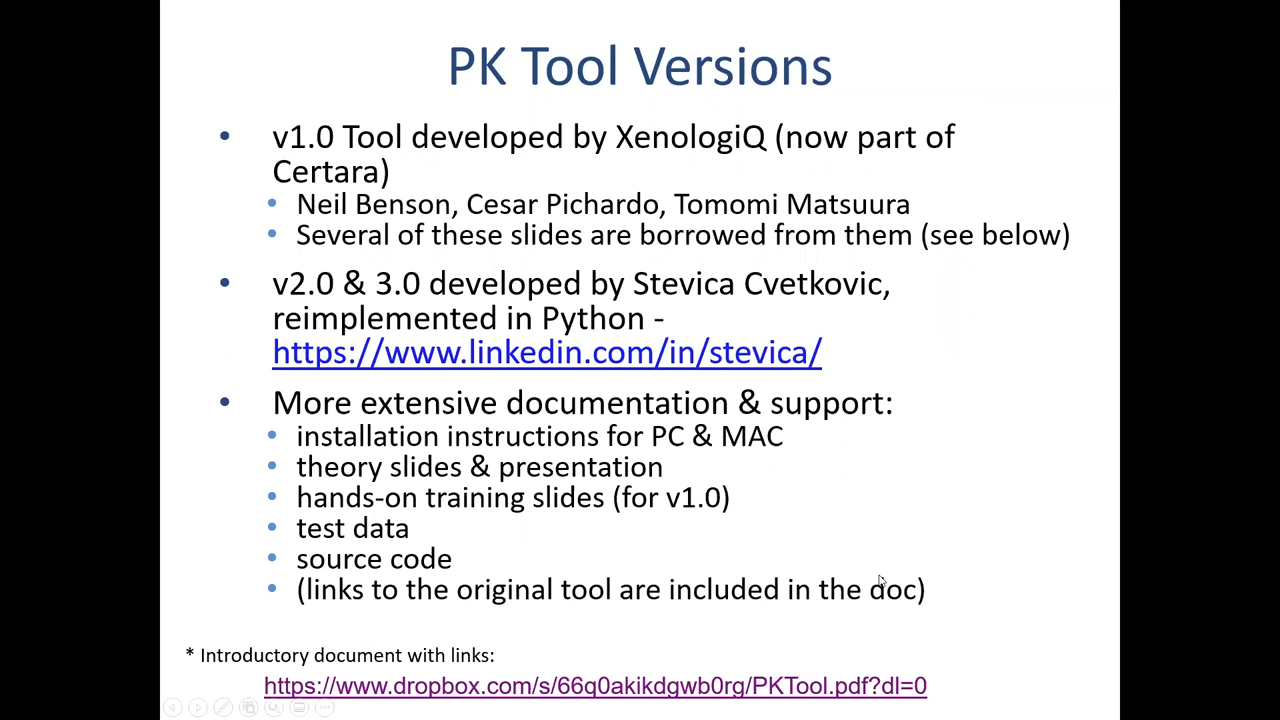 PK Tool Versions
• v1.0 Tool developed by XenologiQ (now part of
Certara)
• Neil Benson, Cesar Pichardo, Tomomi Matsuura
• Several of these slides are borrowed from them (see below)
• v2.0 & 3.0 developed by Stevica Cvetkovic,
reimplemented in Python -
https://www.linkedin.com/in/stevica/
• More extensive documentation & support:
• installation instructions for PC & MAC
• theory slides & presentation
• hands-on training slides (for v1.0)
• test data
• source code
• (links to the original tool are included in the doc)
* Introductory document with links:
https://www.dropbox.com/s/66q0akikdgwb0rg/PKTool.pdf?dl=0